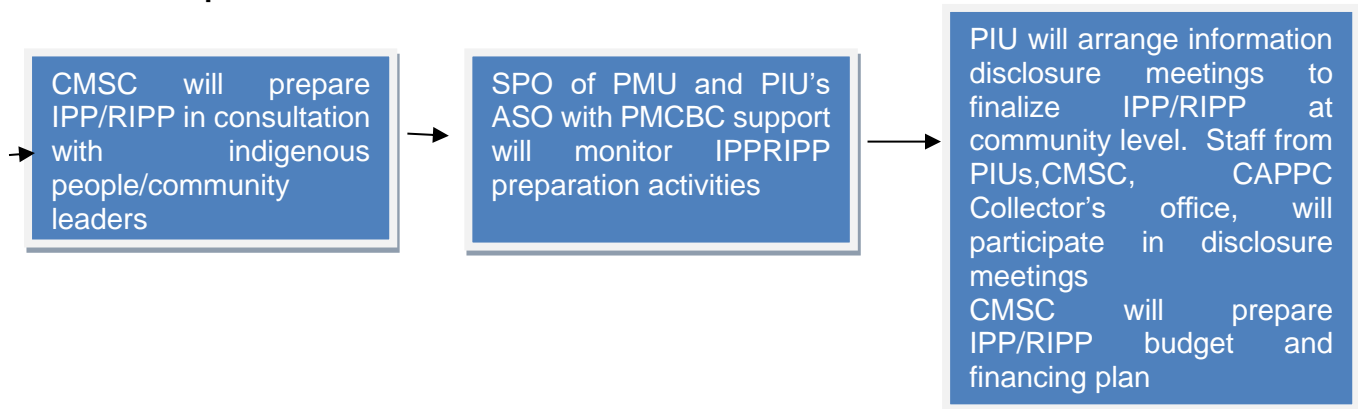 CMSC will prepare
IPP/RIPP in consultation
with indigenous
people/community
leaders
SPO of PMU and PIU's
ASO with PMCBC support
will monitor IPPRIPP
preparation activities
PIU will arrange information
disclosure meetings to
finalize IPP/RIPP at
community level. Staff from
PIUs,CMSC, CAPPC
Collector's office, will
participate in disclosure
meetings
CMSC will prepare
IPP/RIPP budget and
financing plan